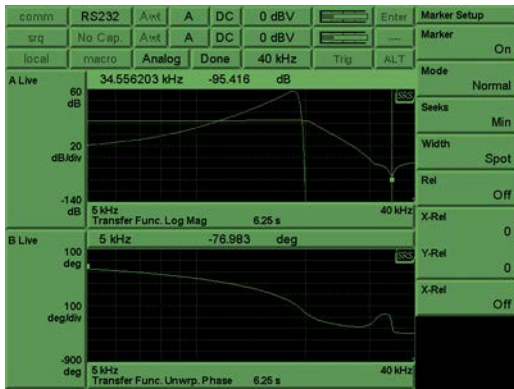 comm RS232 Awt A DC 0 dBV Enter Marker Setup
srq No Cap. Awt A DC 0 dBV ---- Marker On
local macro Analog Done 40 kHz Trig ALT
Mode Normal
A Live 34.556203 kHz -95.416 dB
60 dB
SRS
Seeks Min
20 dB/div
Width Spot
Rel Off
-140 dB
5 kHz 40 kHz
Transfer Func. Log Mag 6.25 s
X-Rel 0
B Live 5 kHz -76.983 deg
100 deg
SRS
Y-Rel 0
X-Rel Off
100 deg/div
-900 deg
5 kHz 40 kHz
Transfer Func. Unwrp. Phase 6.25 s